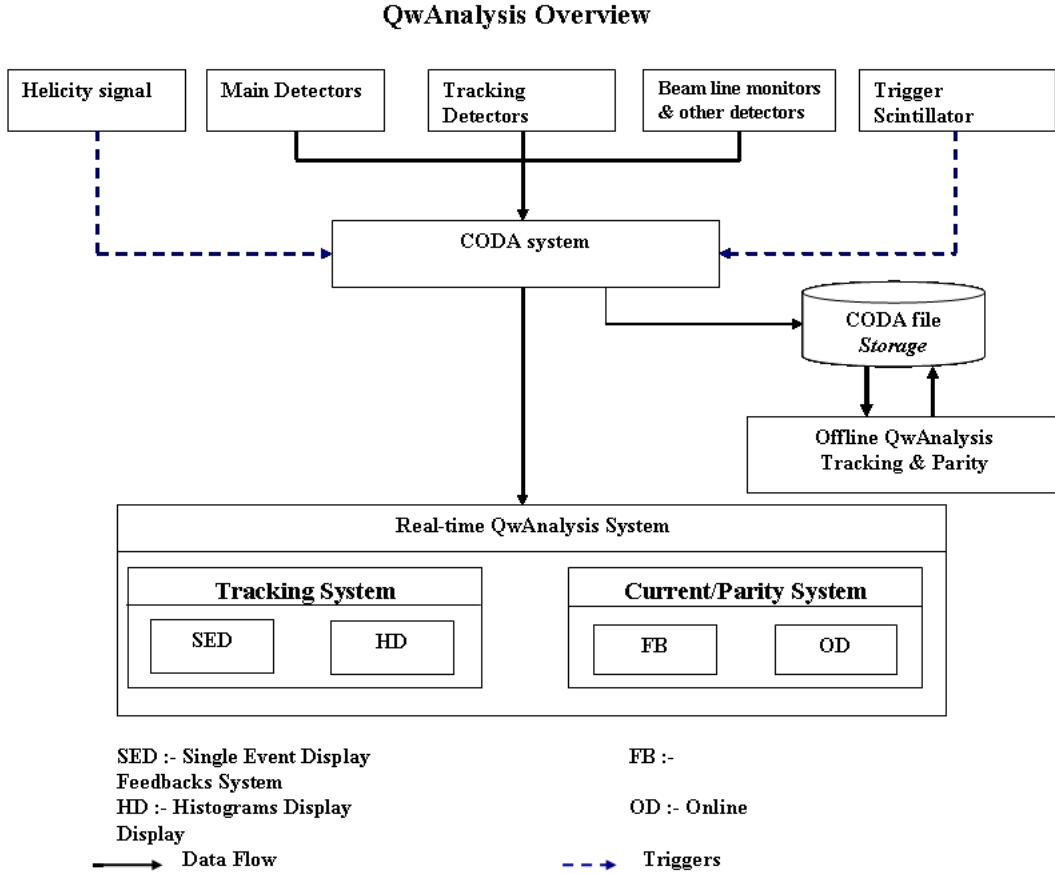 QwAnalysis Overview
Helicity signal
Main Detectors
Tracking
Detectors
Beam line monitors
& other detectors
Trigger
Scintillator
CODA system
CODA file
Storage
Offline QwAnalysis
Tracking & Parity
Real-time QwAnalysis System
Tracking System
SED
HD
Current/Parity System
FB
OD
SED :- Single Event Display FB :-
Feedbacks System
HD :- Histograms Display OD :- Online
Display
Data Flow Triggers